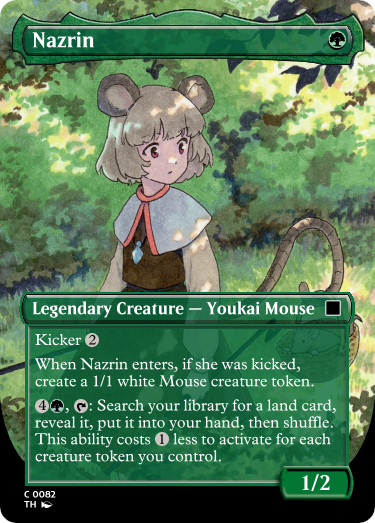 Nazrin
Legendary Creature — Youkai Mouse
Kicker {2}
When Nazrin enters, if she was kicked,
create a 1/1 white Mouse creature token.
{4}{G}, {T}: Search your library for a land card,
reveal it, put it into your hand, then shuffle.
This ability costs {1} less to activate for each
creature token you control.
1/2
C 0082
TH